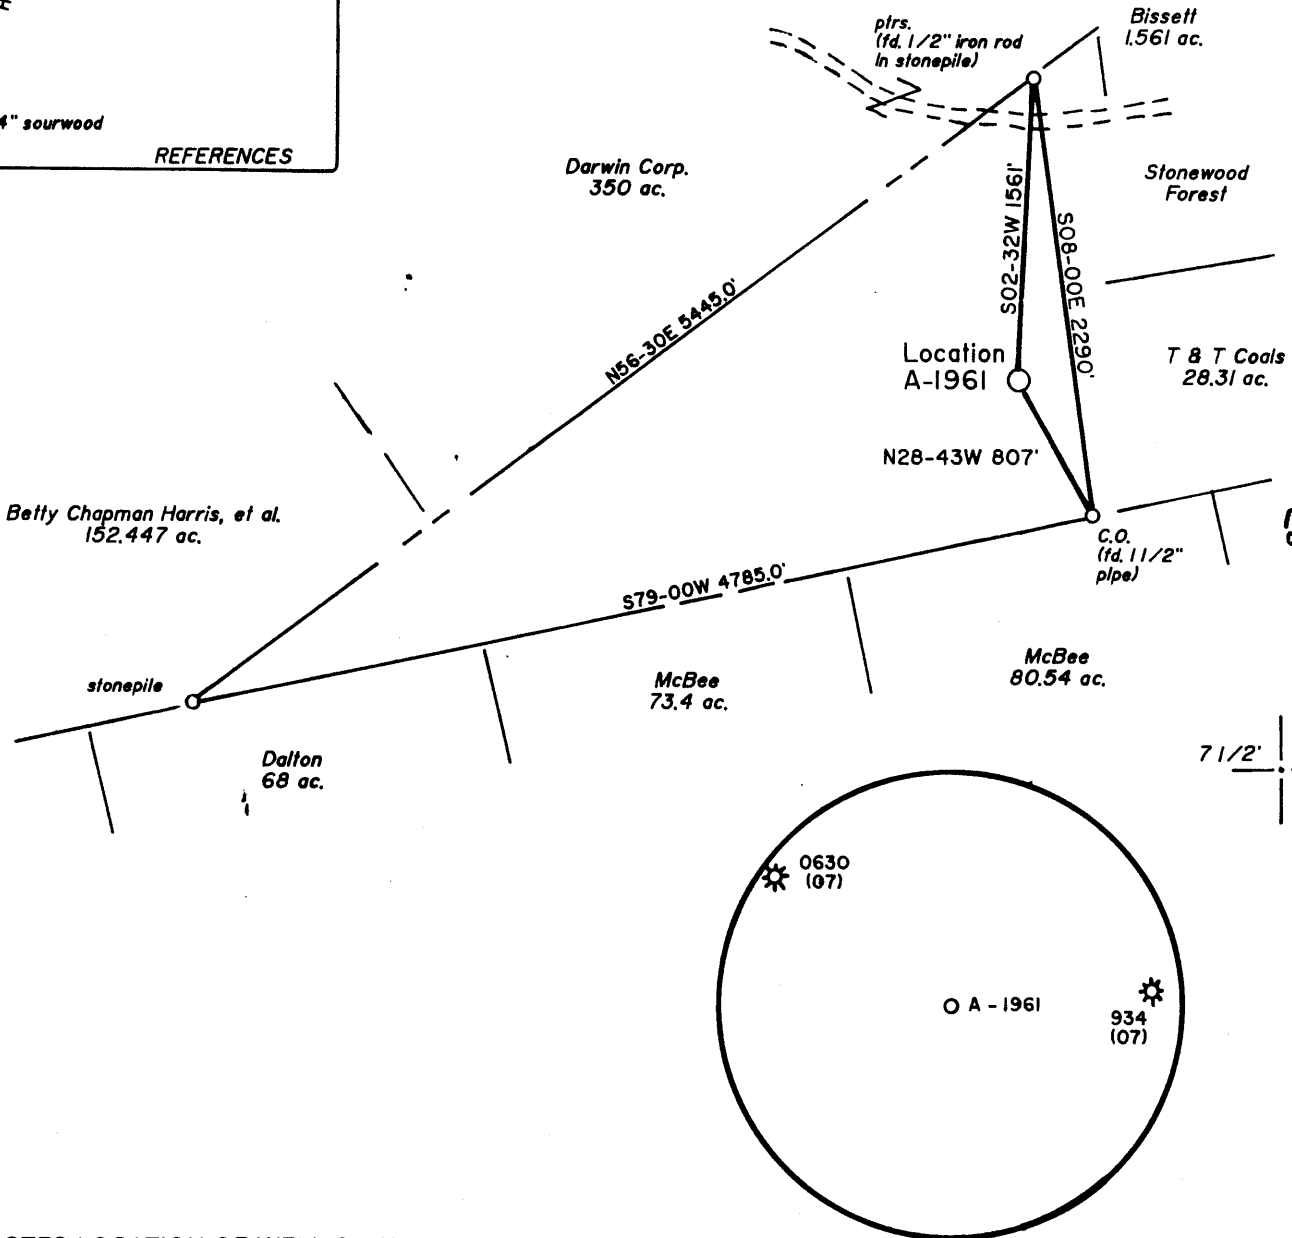 4" sourwood
REFERENCES
ptrs.
(fd. 1/2" iron rod
in stonepile)
Bissett
1.561 ac.
Darwin Corp.
350 ac.
Stonewood
Forest
S02-32W 1561'
S08-00E 2290'
N56-30E 5445.0'
Location
A-1961
T & T Coals
28.31 ac.
N28-43W 807'
Betty Chapman Harris, et al.
152.447 ac.
C.O.
(fd. 1 1/2"
pipe)
S79-00W 4785.0'
stonepile
McBee
73.4 ac.
McBee
80.54 ac.
Dalton
68 ac.
7 1/2'
0630
(07)
A - 1961
934
(07)